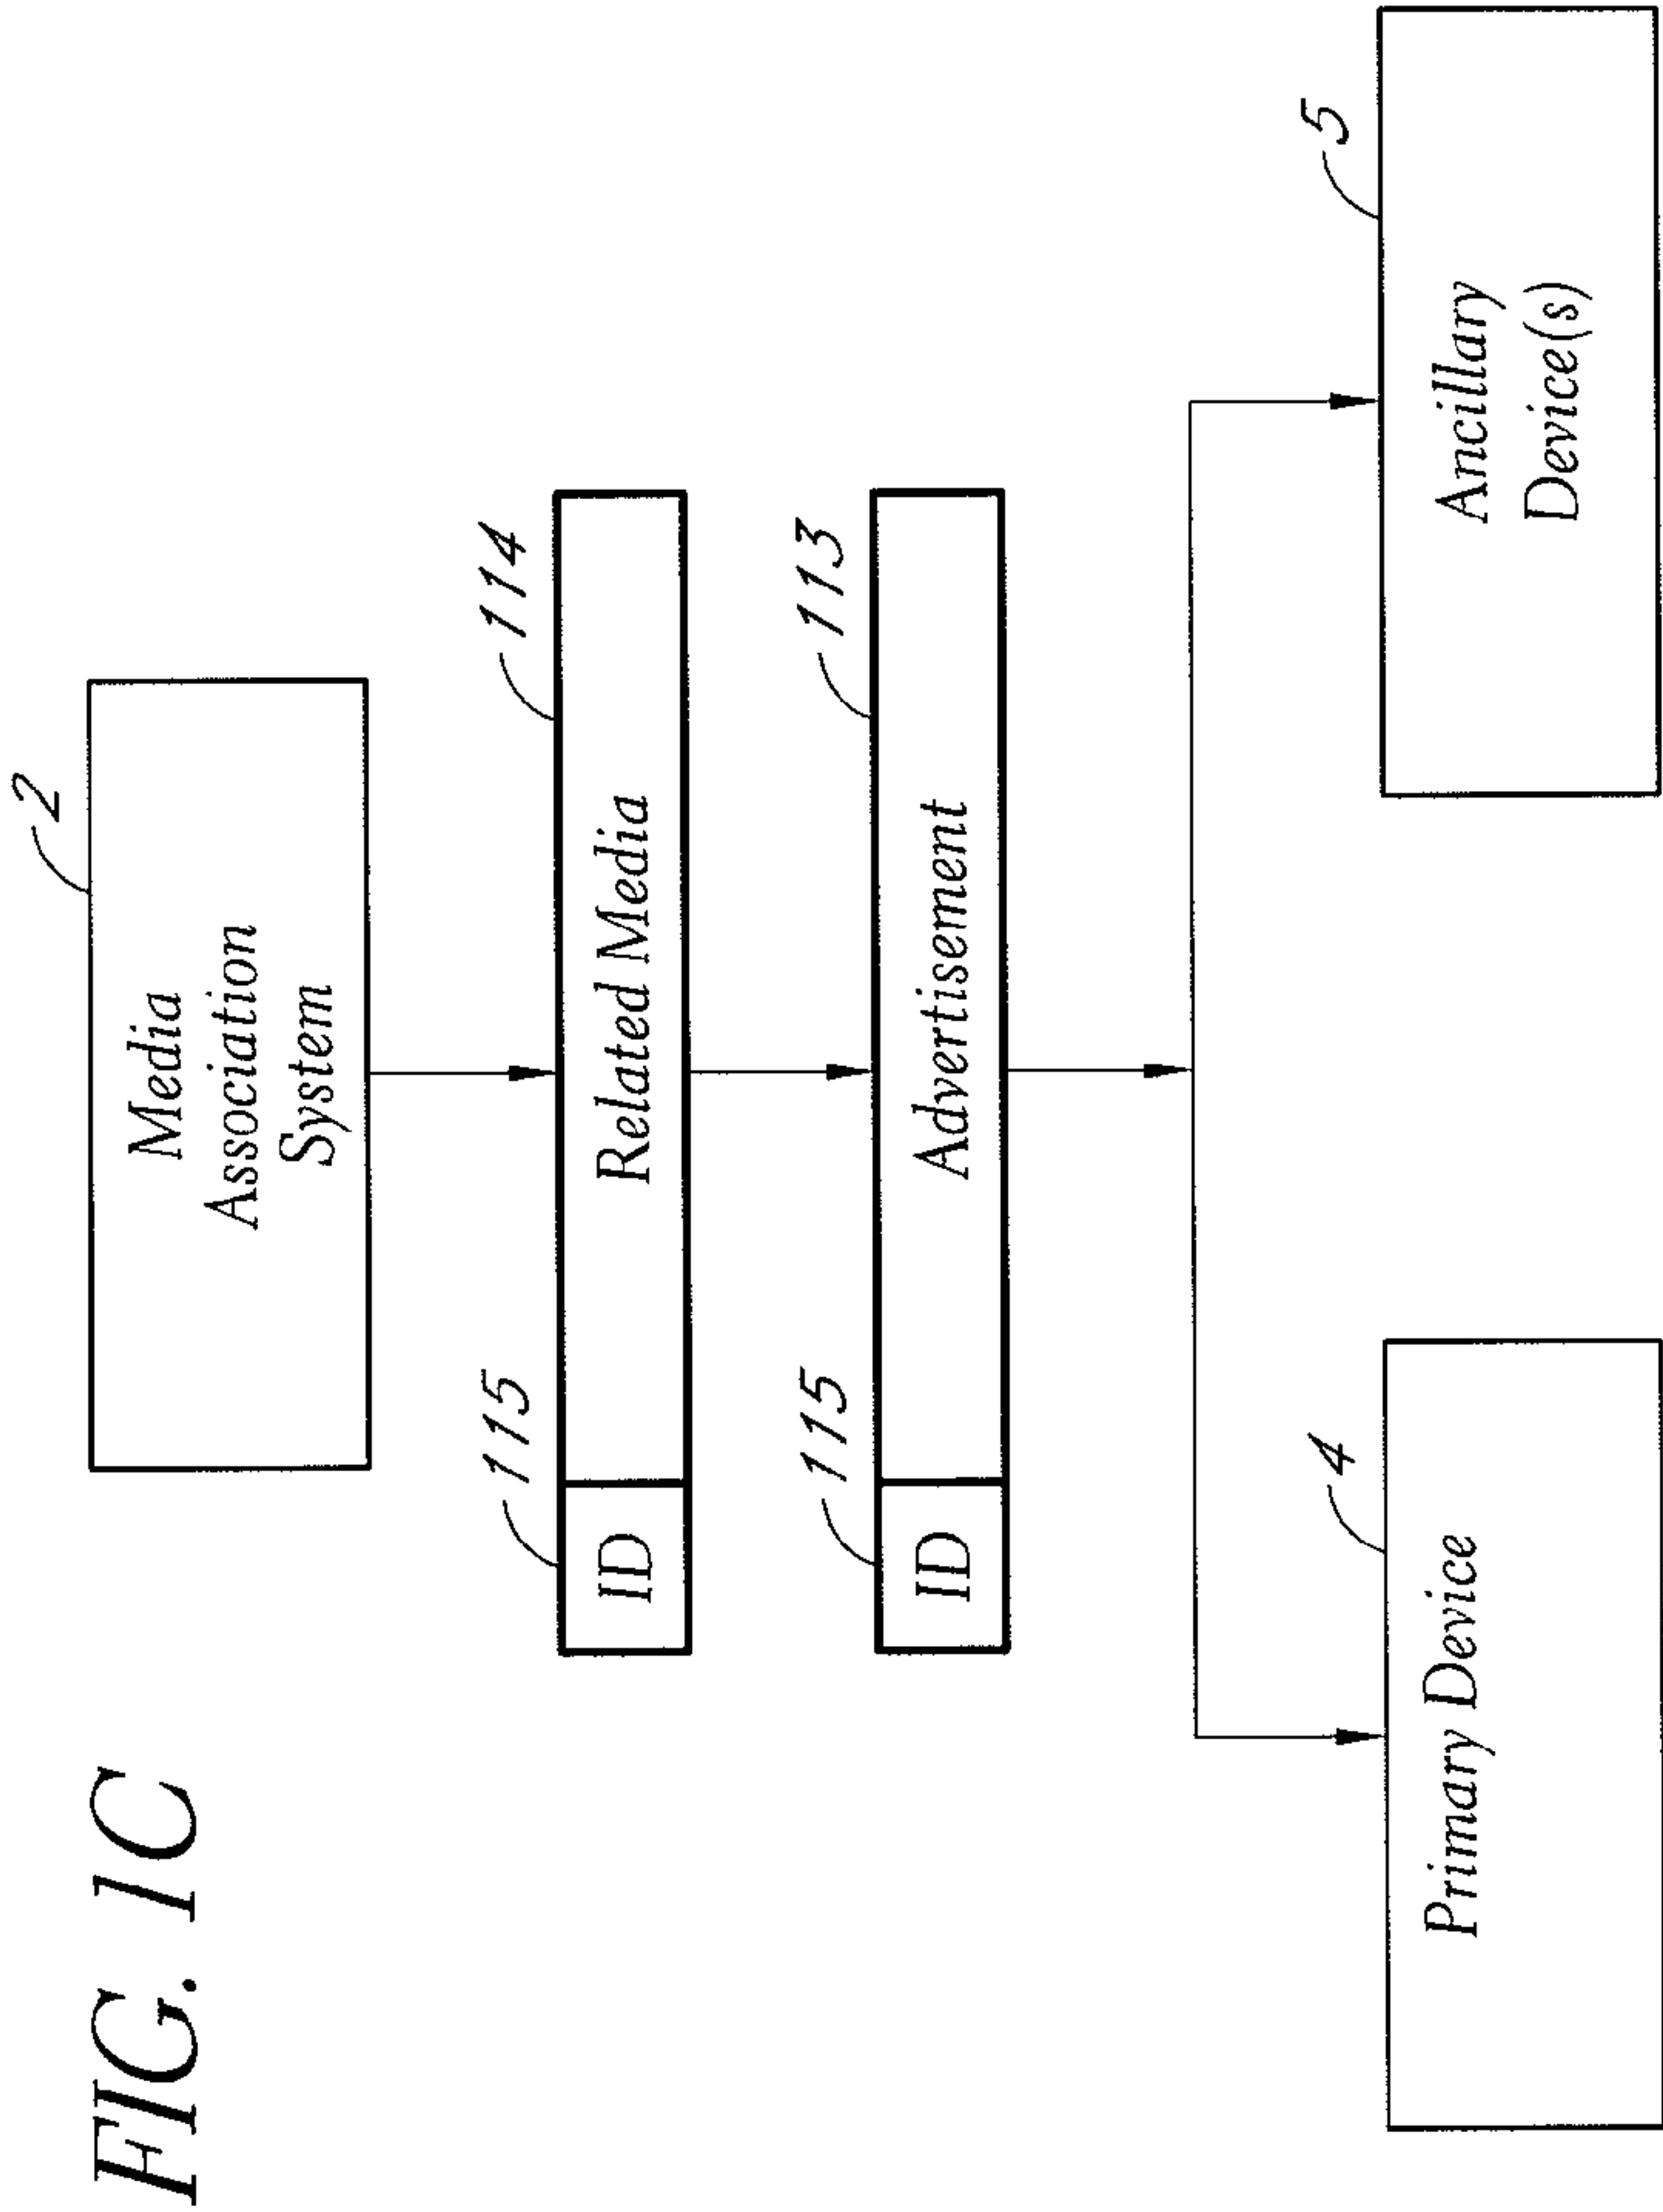 FIG. 1C
2
Media
Association
System
115
114
ID
Related Media
115
113
ID
Advertisement
4
5
Primary Device
Ancillary
Device(s)